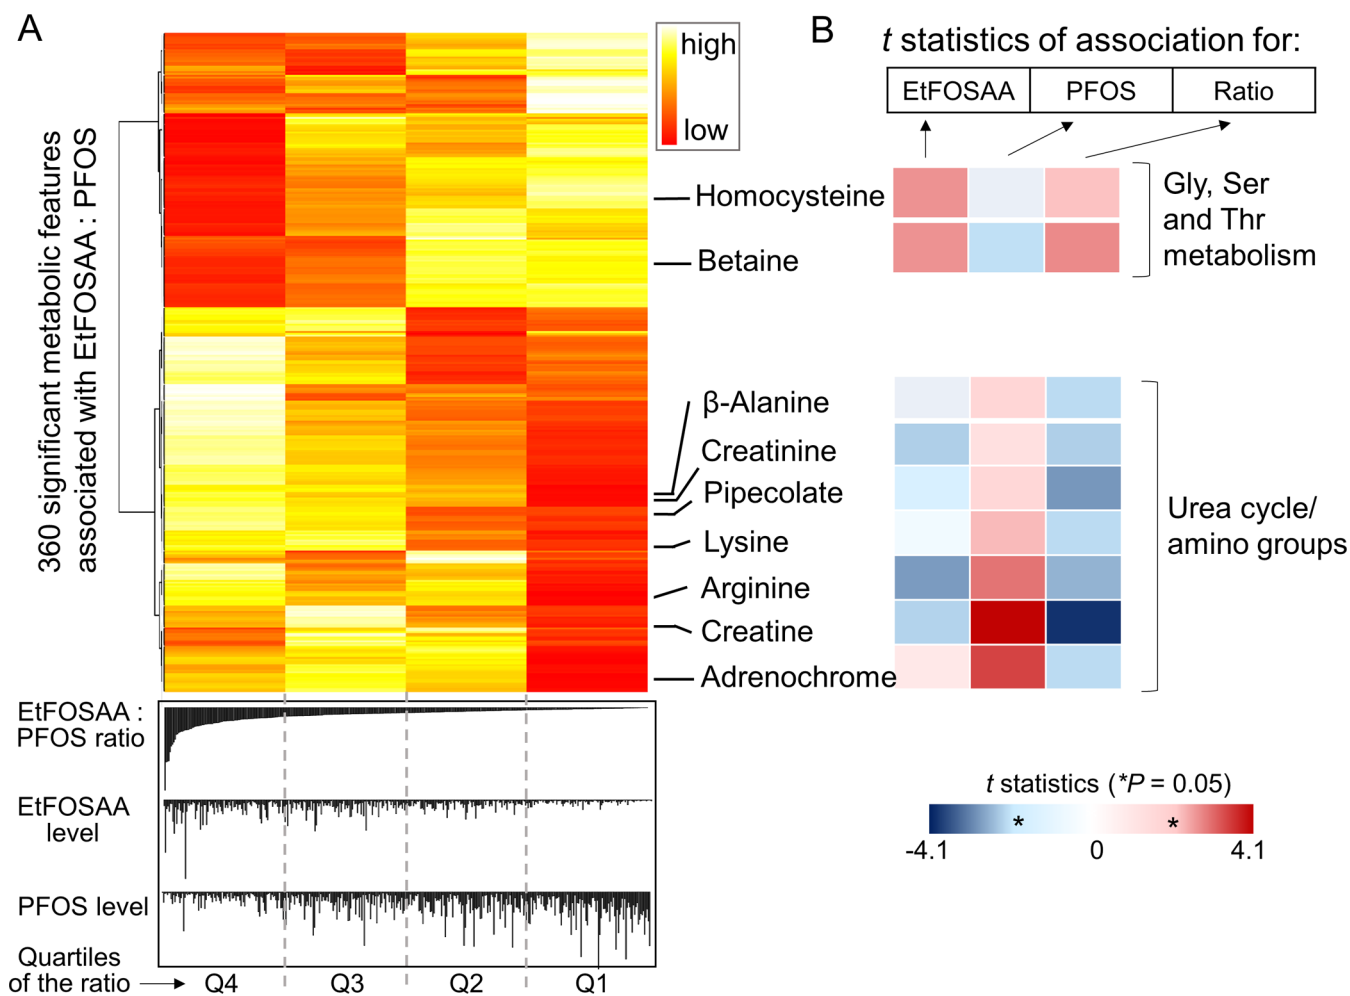 A
360 significant metabolic features
associated with EtFOSAA : PFOS
high
low
Homocysteine
Betaine
β-Alanine
Creatinine
Pipecolate
Lysine
Arginine
Creatine
Adrenochrome
EtFOSAA :
PFOS ratio
EtFOSAA
level
PFOS level
Quartiles
of the ratio
Q4 Q3 Q2 Q1
B
t statistics of association for:
EtFOSAA PFOS Ratio
Gly, Ser
and Thr
metabolism
Urea cycle/
amino groups
t statistics (*P = 0.05)
* *
-4.1 0 4.1